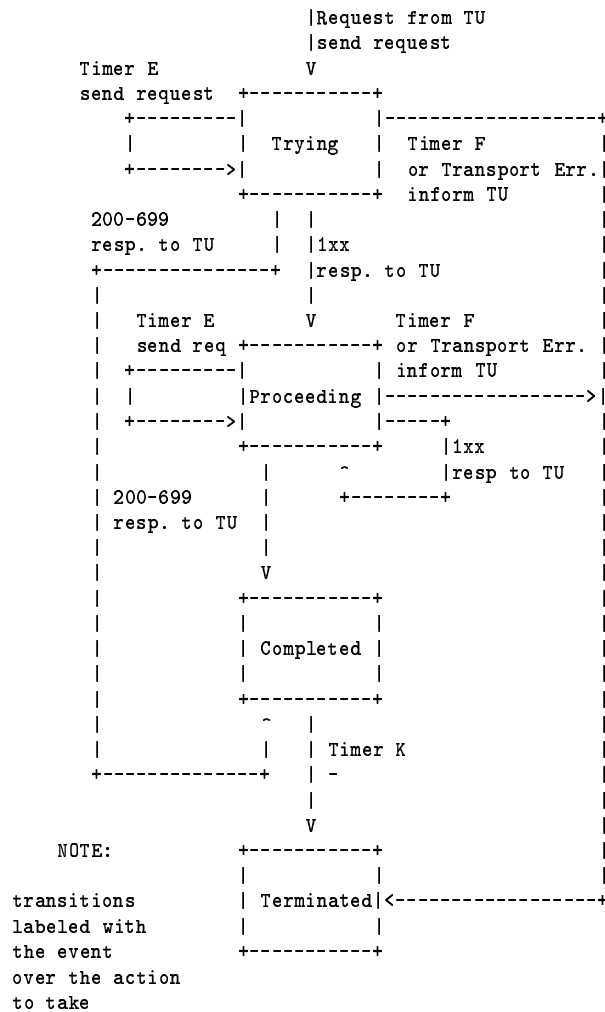 |Request from TU
|send request
Timer E V
send request +-----------+
+---------| |-------------------+
| | Trying | Timer F |
+-------->| | or Transport Err.|
+-----------+ inform TU |
200-699 | | |
resp. to TU | |1xx |
+---------------+ |resp. to TU |
| | |
| Timer E V Timer F |
| send req +-----------+ or Transport Err. |
| +---------| | inform TU |
| | |Proceeding |------------------>|
| +-------->| |-----+ |
| +-----------+ |1xx |
| | ^ |resp to TU |
| 200-699 | +--------+ |
| resp. to TU | |
| | |
| V |
| +-----------+ |
| | | |
| | Completed | |
| | | |
| +-----------+ |
| ^ | |
| | | Timer K |
+--------------+ | - |
| |
V |
NOTE: +-----------+ |
| | |
transitions | Terminated|<------------------+
labeled with | |
the event +-----------+
over the action
to take